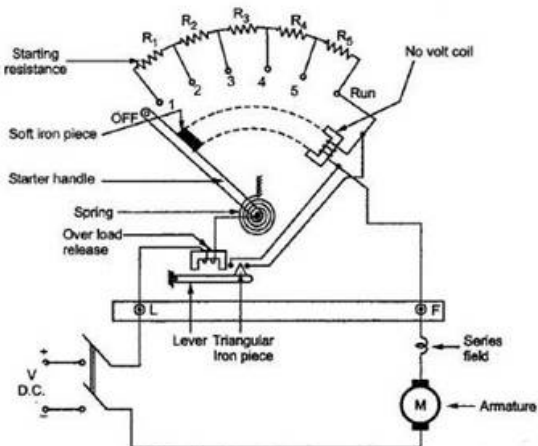 R1
R2
R3
R4
R5
Starting
resistance
No volt coil
1
2
3
4
5
Run
OFF
Soft iron piece
Starter handle
Spring
Over load
release
L
F
Lever
Triangular
Iron piece
Series
field
+
V
D.C.
–
M
Armature